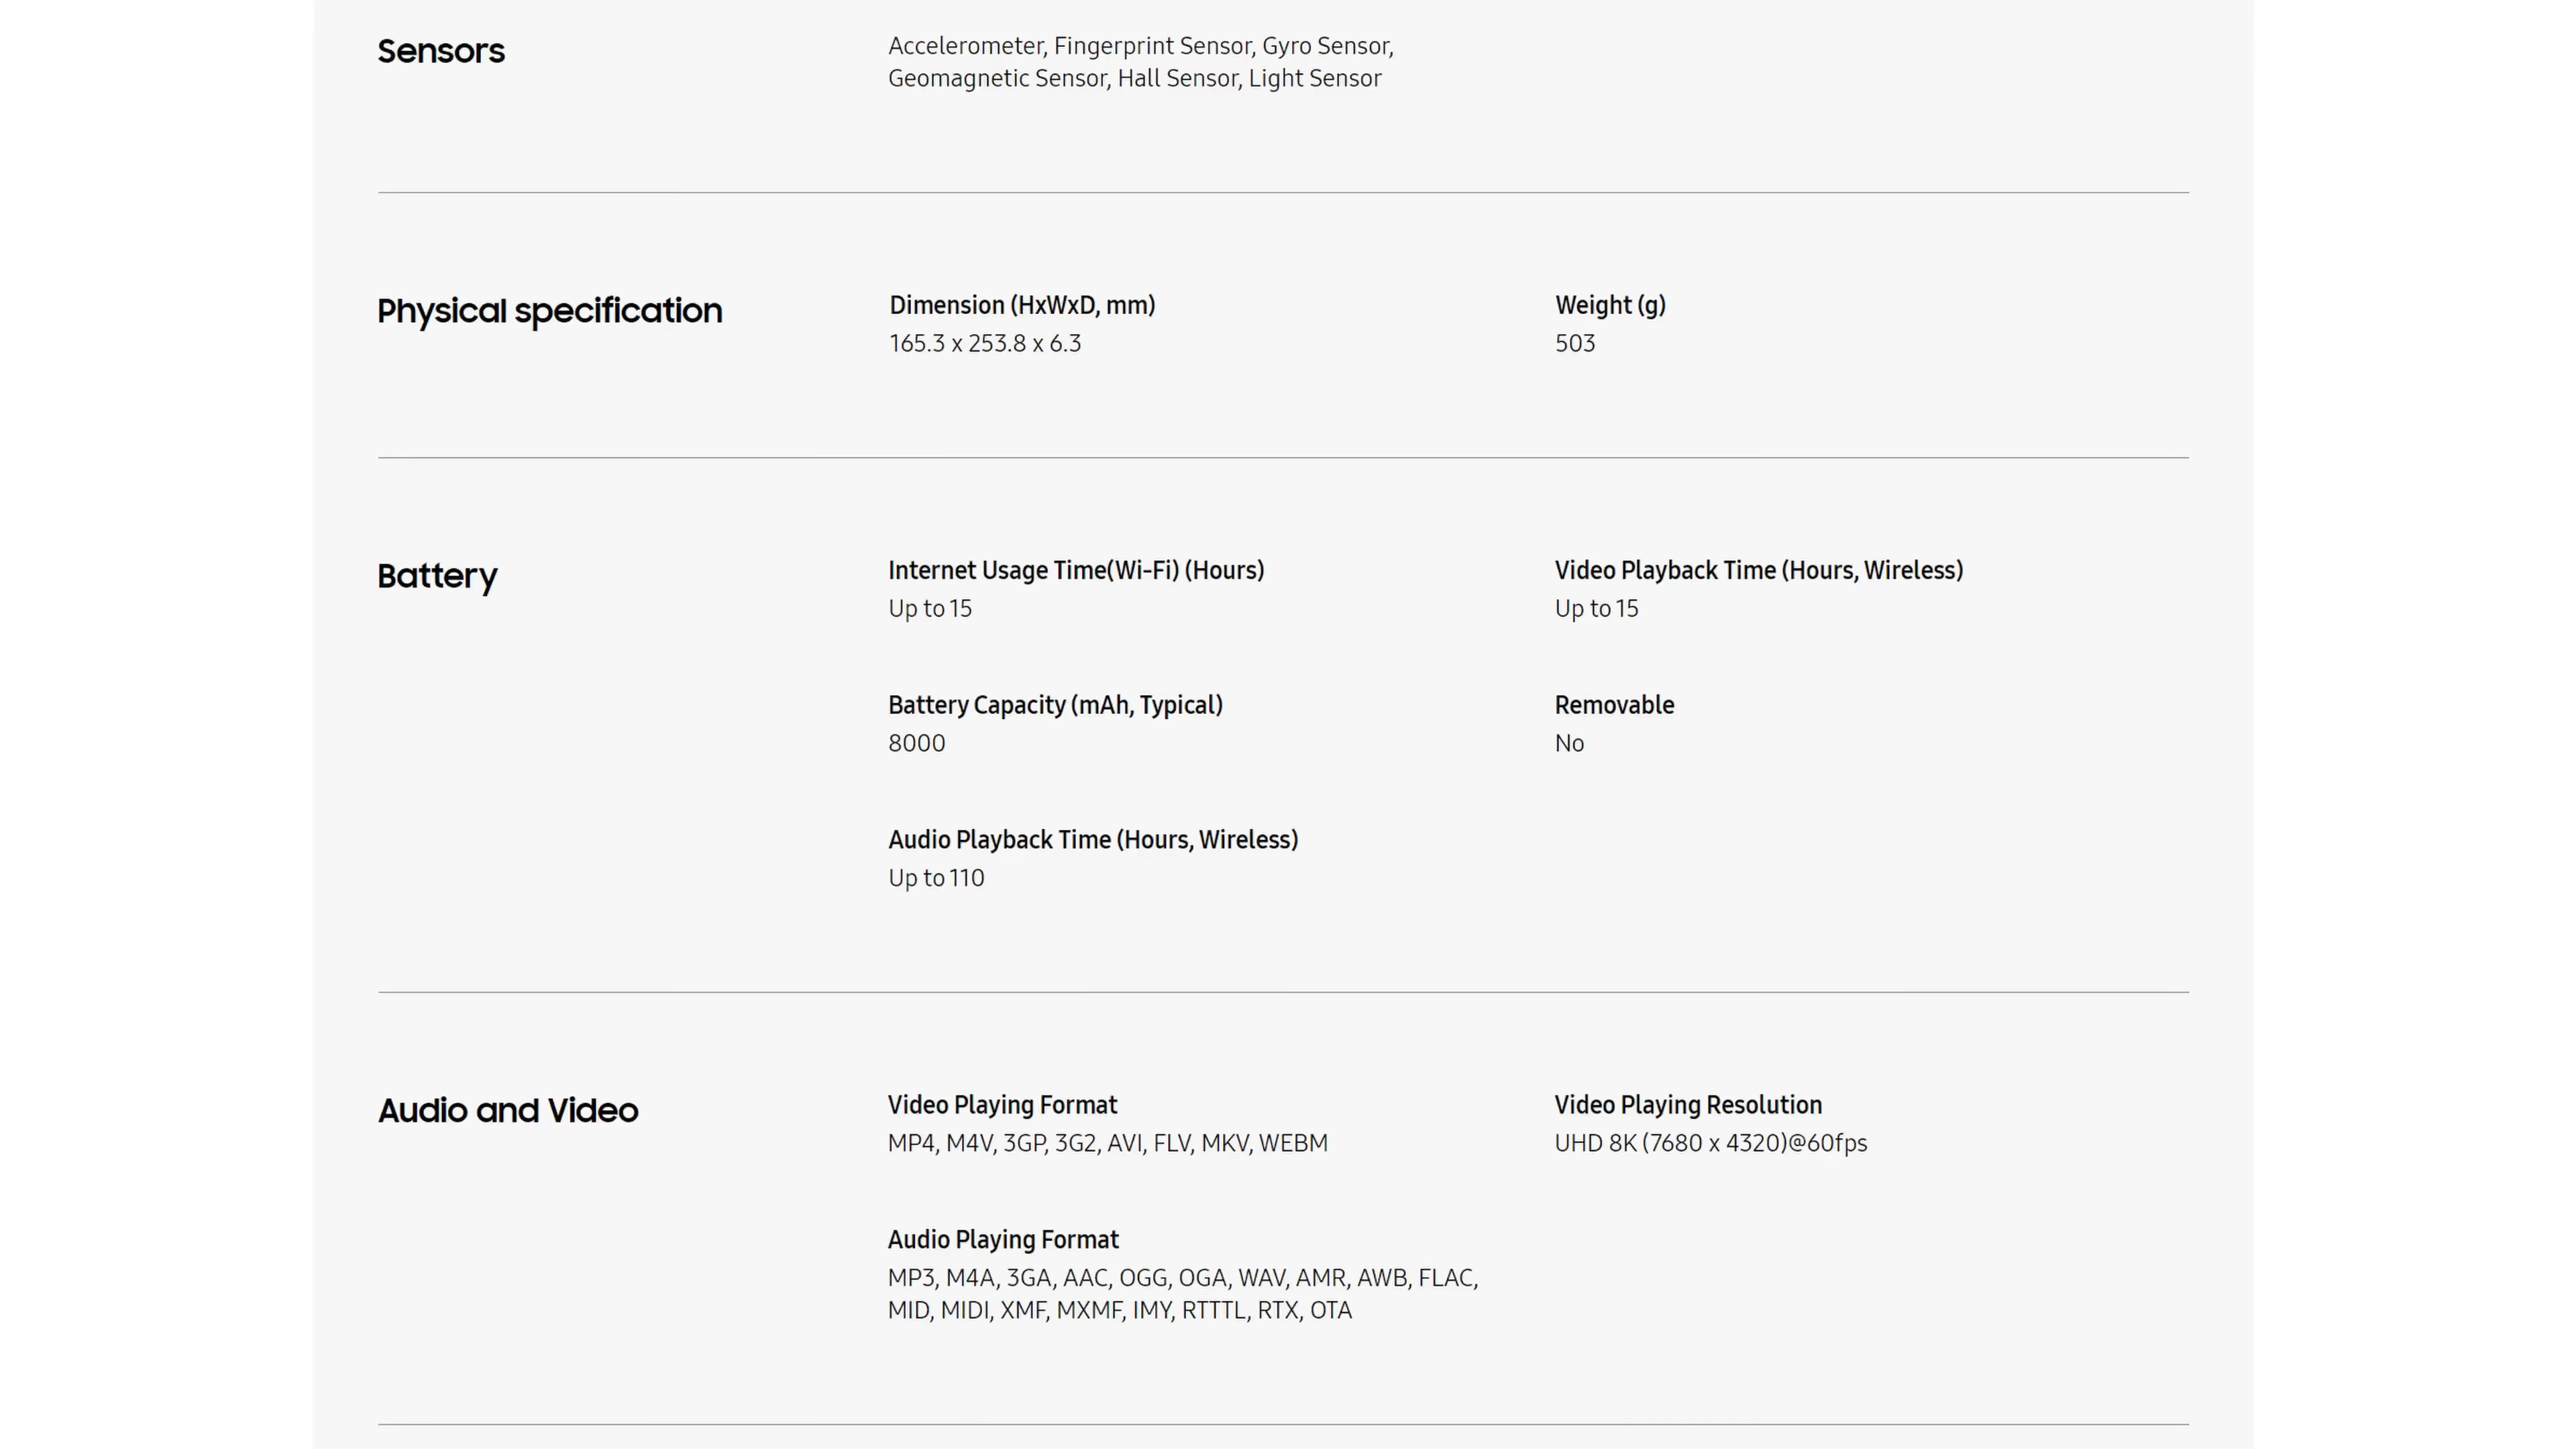 Sensors
Accelerometer, Fingerprint Sensor, Gyro Sensor,
Geomagnetic Sensor, Hall Sensor, Light Sensor
Physical specification
Dimension (HxWxD, mm)
165.3 x 253.8 x 6.3
Weight (g)
503
Battery
Internet Usage Time(Wi-Fi) (Hours)
Up to 15
Video Playback Time (Hours, Wireless)
Up to 15
Battery Capacity (mAh, Typical)
8000
Removable
No
Audio Playback Time (Hours, Wireless)
Up to 110
Audio and Video
Video Playing Format
MP4, M4V, 3GP, 3G2, AVI, FLV, MKV, WEBM
Video Playing Resolution
UHD 8K (7680 x 4320)@60fps
Audio Playing Format
MP3, M4A, 3GA, AAC, OGG, OGA, WAV, AMR, AWB, FLAC,
MID, MIDI, XMF, MXMF, IMY, RTTTL, RTX, OTA